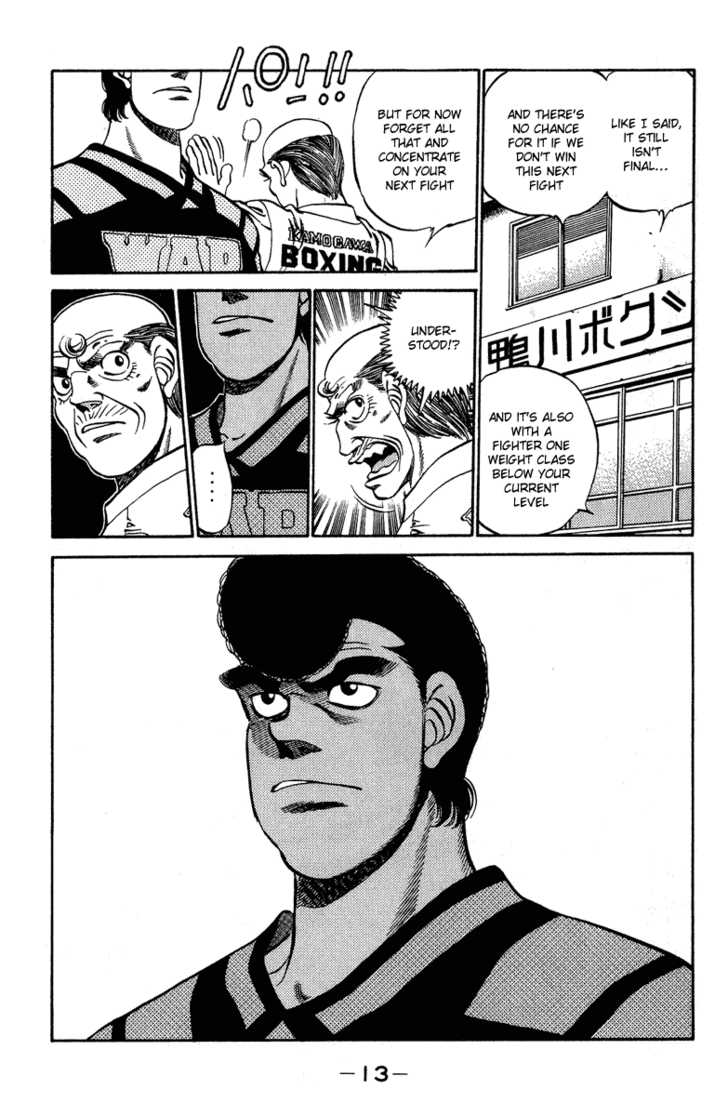 LIKE I SAID,
IT STILL
ISN'T
FINAL...
AND THERE'S
NO CHANCE
FOR IT IF WE
DON'T WIN
THIS NEXT
FIGHT
鴨川ボクシ
AND IT'S ALSO
WITH A
FIGHTER ONE
WEIGHT CLASS
BELOW YOUR
CURRENT
LEVEL
パン!!
BUT FOR NOW
FORGET ALL
THAT AND
CONCENTRATE
ON YOUR
NEXT FIGHT
KAMOGAWA
BOXING
WAR
UNDER-
STOOD!?
....
WAR
-13-